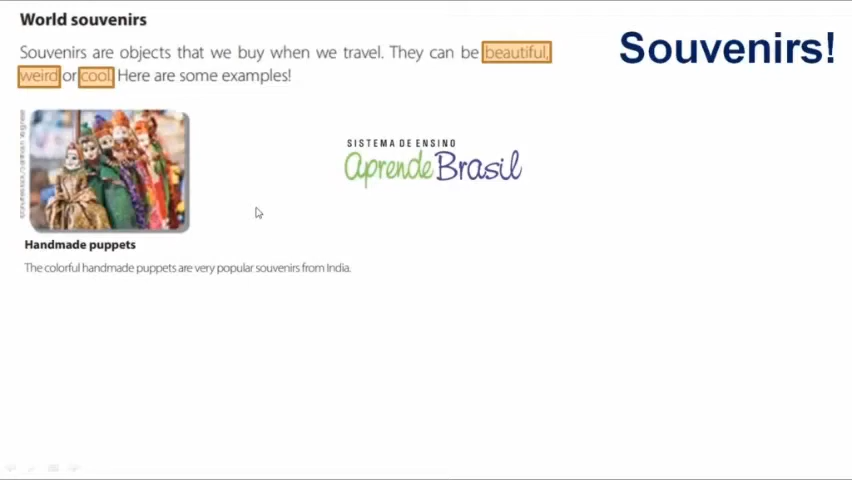 World souvenirs
Souvenirs!
Souvenirs are objects that we buy when we travel. They can be beautiful,
weird or cool. Here are some examples!
SISTEMA DE ENSINO
aprende Brasil
Handmade puppets
The colorful handmade puppets are very popular souvenirs from India.